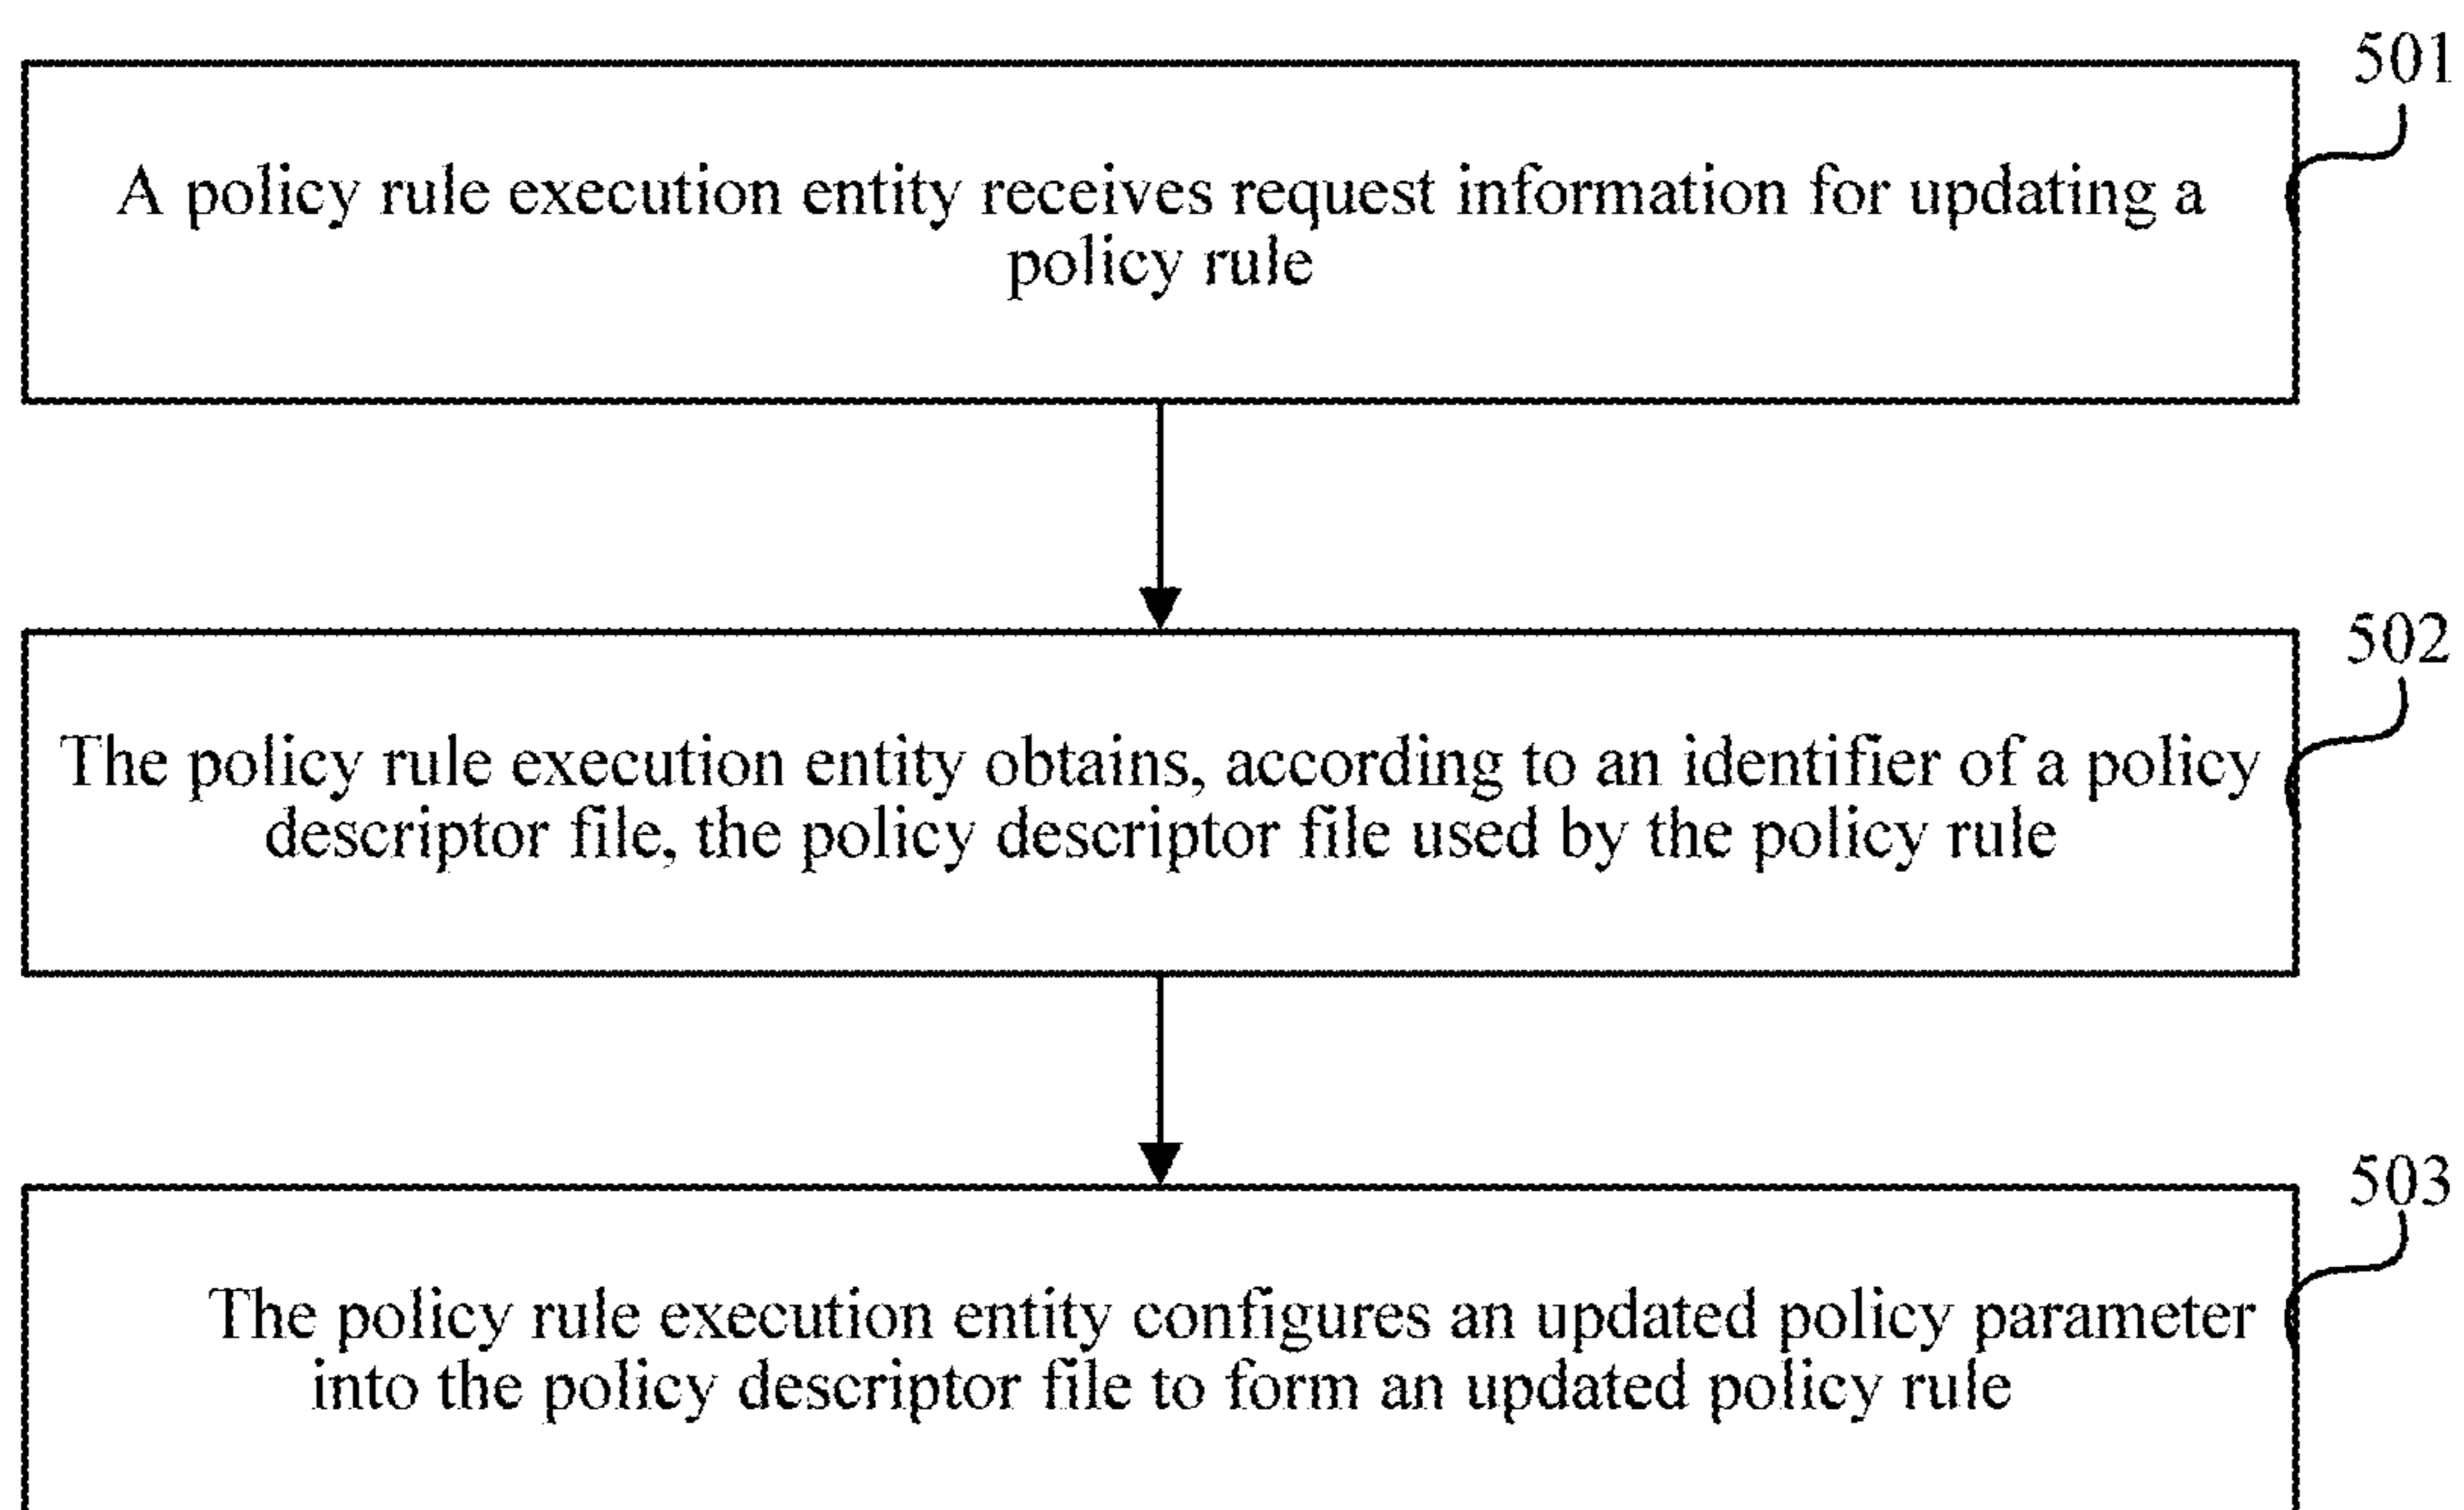 501
A policy rule execution entity receives request information for updating a
policy rule
502
The policy rule execution entity obtains, according to an identifier of a policy
descriptor file, the policy descriptor file used by the policy rule
503
The policy rule execution entity configures an updated policy parameter
into the policy descriptor file to form an updated policy rule